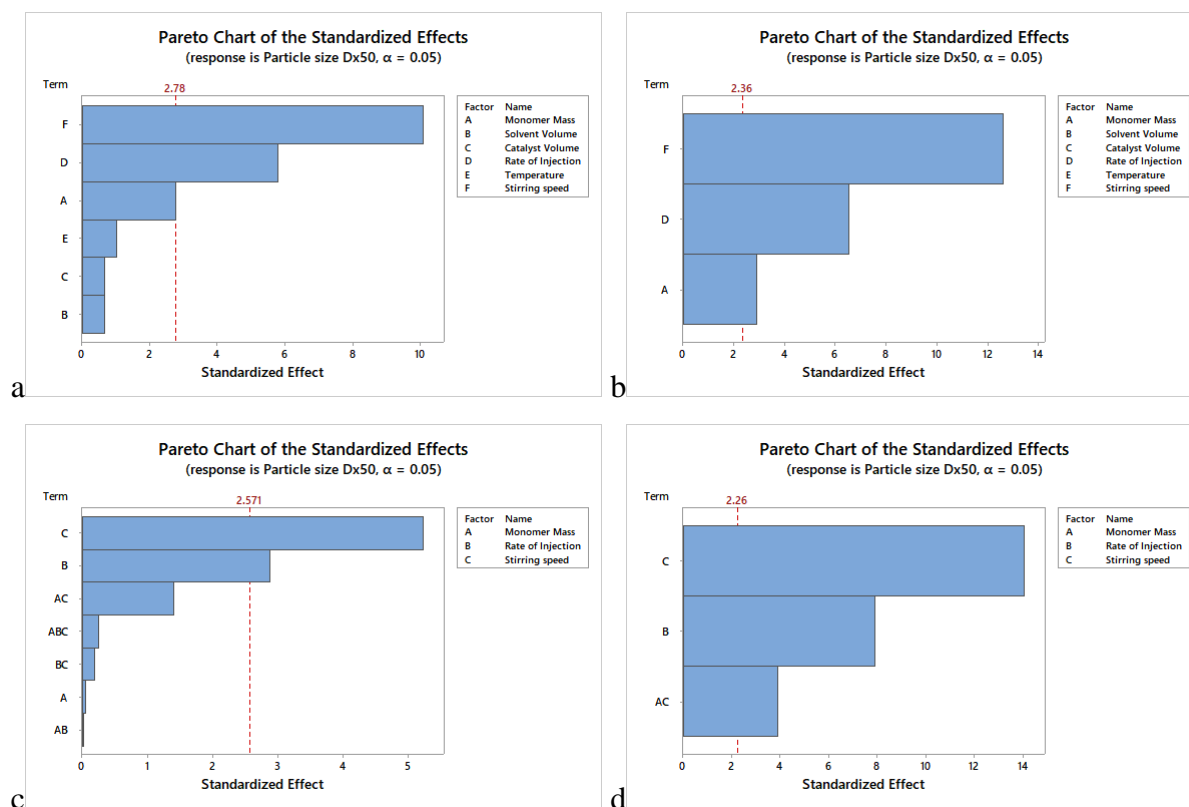 Pareto Chart of the Standardized Effects
(response is Particle size Dx50, α = 0.05)
Term
2.78
F
D
A
E
C
B
0 2 4 6 8 10
Standardized Effect
Factor Name
A Monomer Mass
B Solvent Volume
C Catalyst Volume
D Rate of Injection
E Temperature
F Stirring speed
a
Pareto Chart of the Standardized Effects
(response is Particle size Dx50, α = 0.05)
Term
2.36
F
D
A
0 2 4 6 8 10 12 14
Standardized Effect
Factor Name
A Monomer Mass
B Solvent Volume
C Catalyst Volume
D Rate of Injection
E Temperature
F Stirring speed
b
Pareto Chart of the Standardized Effects
(response is Particle size Dx50, α = 0.05)
Term
2.571
C
B
AC
ABC
BC
A
AB
0 1 2 3 4 5
Standardized Effect
Factor Name
A Monomer Mass
B Rate of Injection
C Stirring speed
c
Pareto Chart of the Standardized Effects
(response is Particle size Dx50, α = 0.05)
Term
2.26
C
B
AC
0 2 4 6 8 10 12 14
Standardized Effect
Factor Name
A Monomer Mass
B Rate of Injection
C Stirring speed
d